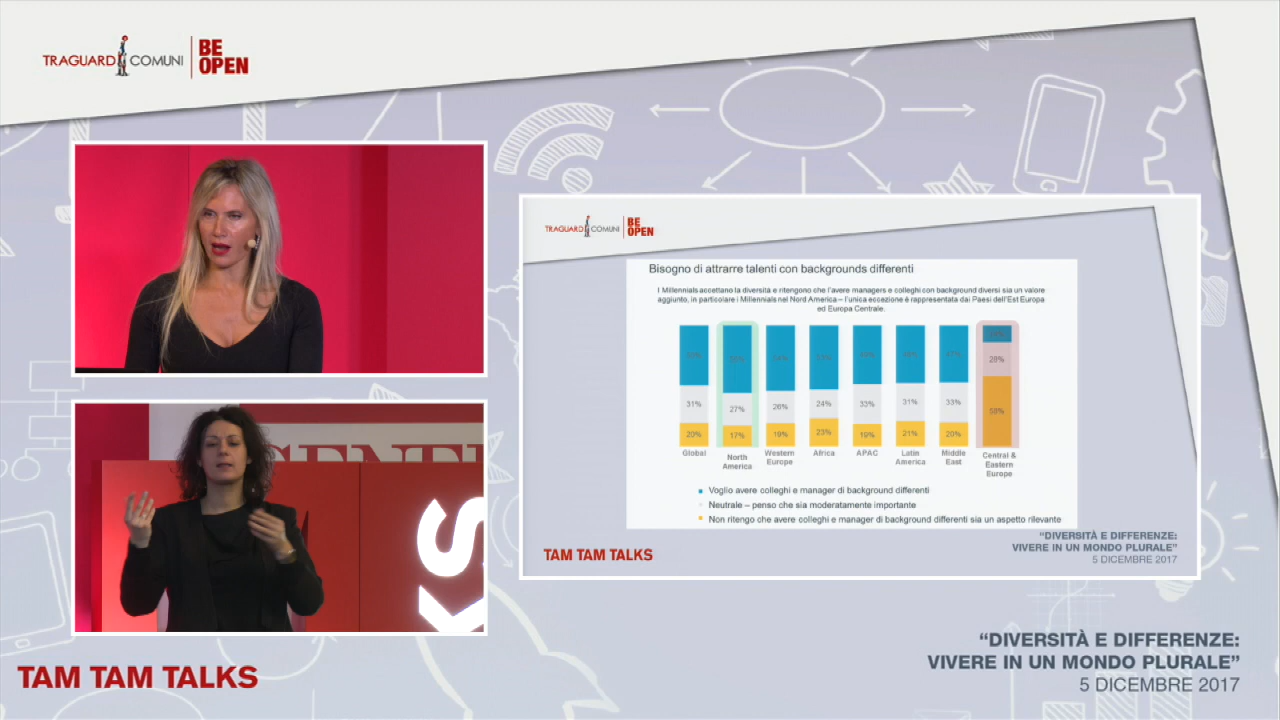 TRAGUARDI COMUNI
BE
OPEN
TRAGUARDI COMUNI
BE
OPEN
Bisogno di attrarre talenti con backgrounds differenti
I Millennials accettano la diversità e ritengono che l'avere managers e colleghi con background diversi sia un valore
aggiunto, in particolare i Millennials nel Nord America – l'unica eccezione è rappresentata dai Paesi dell'Est Europa
ed Europa Centrale.
28%
31% 27% 26% 24% 33% 31% 33%
58%
20% 17% 19% 23% 19% 21% 20%
Global
North
America
Western
Europe
Africa
APAC
Latin
America
Middle
East
Central &
Eastern
Europe
Voglio avere colleghi e manager di background differenti
Neutrale – penso che sia moderatamente importante
Non ritengo che avere colleghi e manager di background differenti sia un aspetto rilevante
TAM TAM TALKS
"DIVERSITÀ E DIFFERENZE:
VIVERE IN UN MONDO PLURALE"
5 DICEMBRE 2017
KS
TAM TAM TALKS
"DIVERSITÀ E DIFFERENZE:
VIVERE IN UN MONDO PLURALE"
5 DICEMBRE 2017